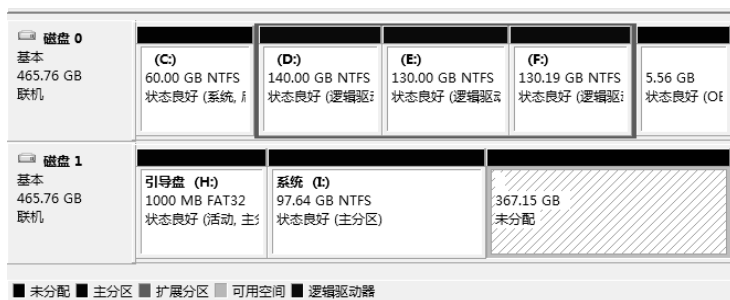 磁盘 0
基本
465.76 GB
联机
(C:)
60.00 GB NTFS
状态良好 (系统,
(D:)
140.00 GB NTFS
状态良好 (逻辑驱
(E:)
130.00 GB NTFS
状态良好 (逻辑驱
(F:)
130.19 GB NTFS
状态良好 (逻辑驱
5.56 GB
状态良好 (OE
磁盘 1
基本
465.76 GB
联机
引导盘 (H:)
1000 MB FAT32
状态良好 (活动, 主分
系统 (I:)
97.64 GB NTFS
状态良好 (主分区)
367.15 GB
未分配
未分配 主分区 扩展分区 可用空间 逻辑驱动器